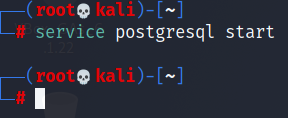 ┌──(root💀kali)-[~]
└─# service postgresql start
┌──(root💀kali)-[~]
└─#